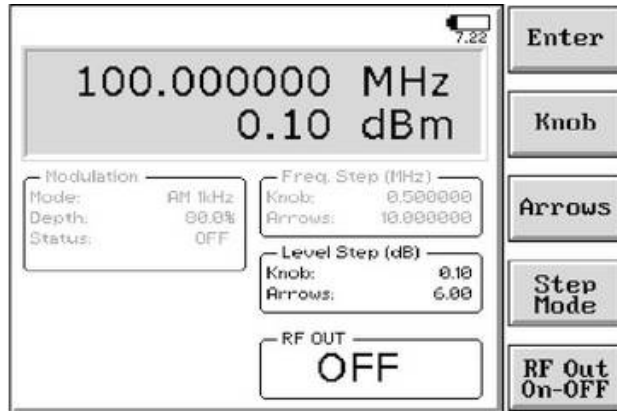 7.22
100.000000 MHz
0.10 dBm
Modulation
Mode: AM 1kHz
Depth: 80.0%
Status: OFF
Freq. Step (MHz)
Knob: 0.500000
Arrows: 10.000000
Level Step (dB)
Knob: 0.10
Arrows: 6.00
RF OUT
OFF
Enter
Knob
Arrows
Step
Mode
RF Out
On-OFF